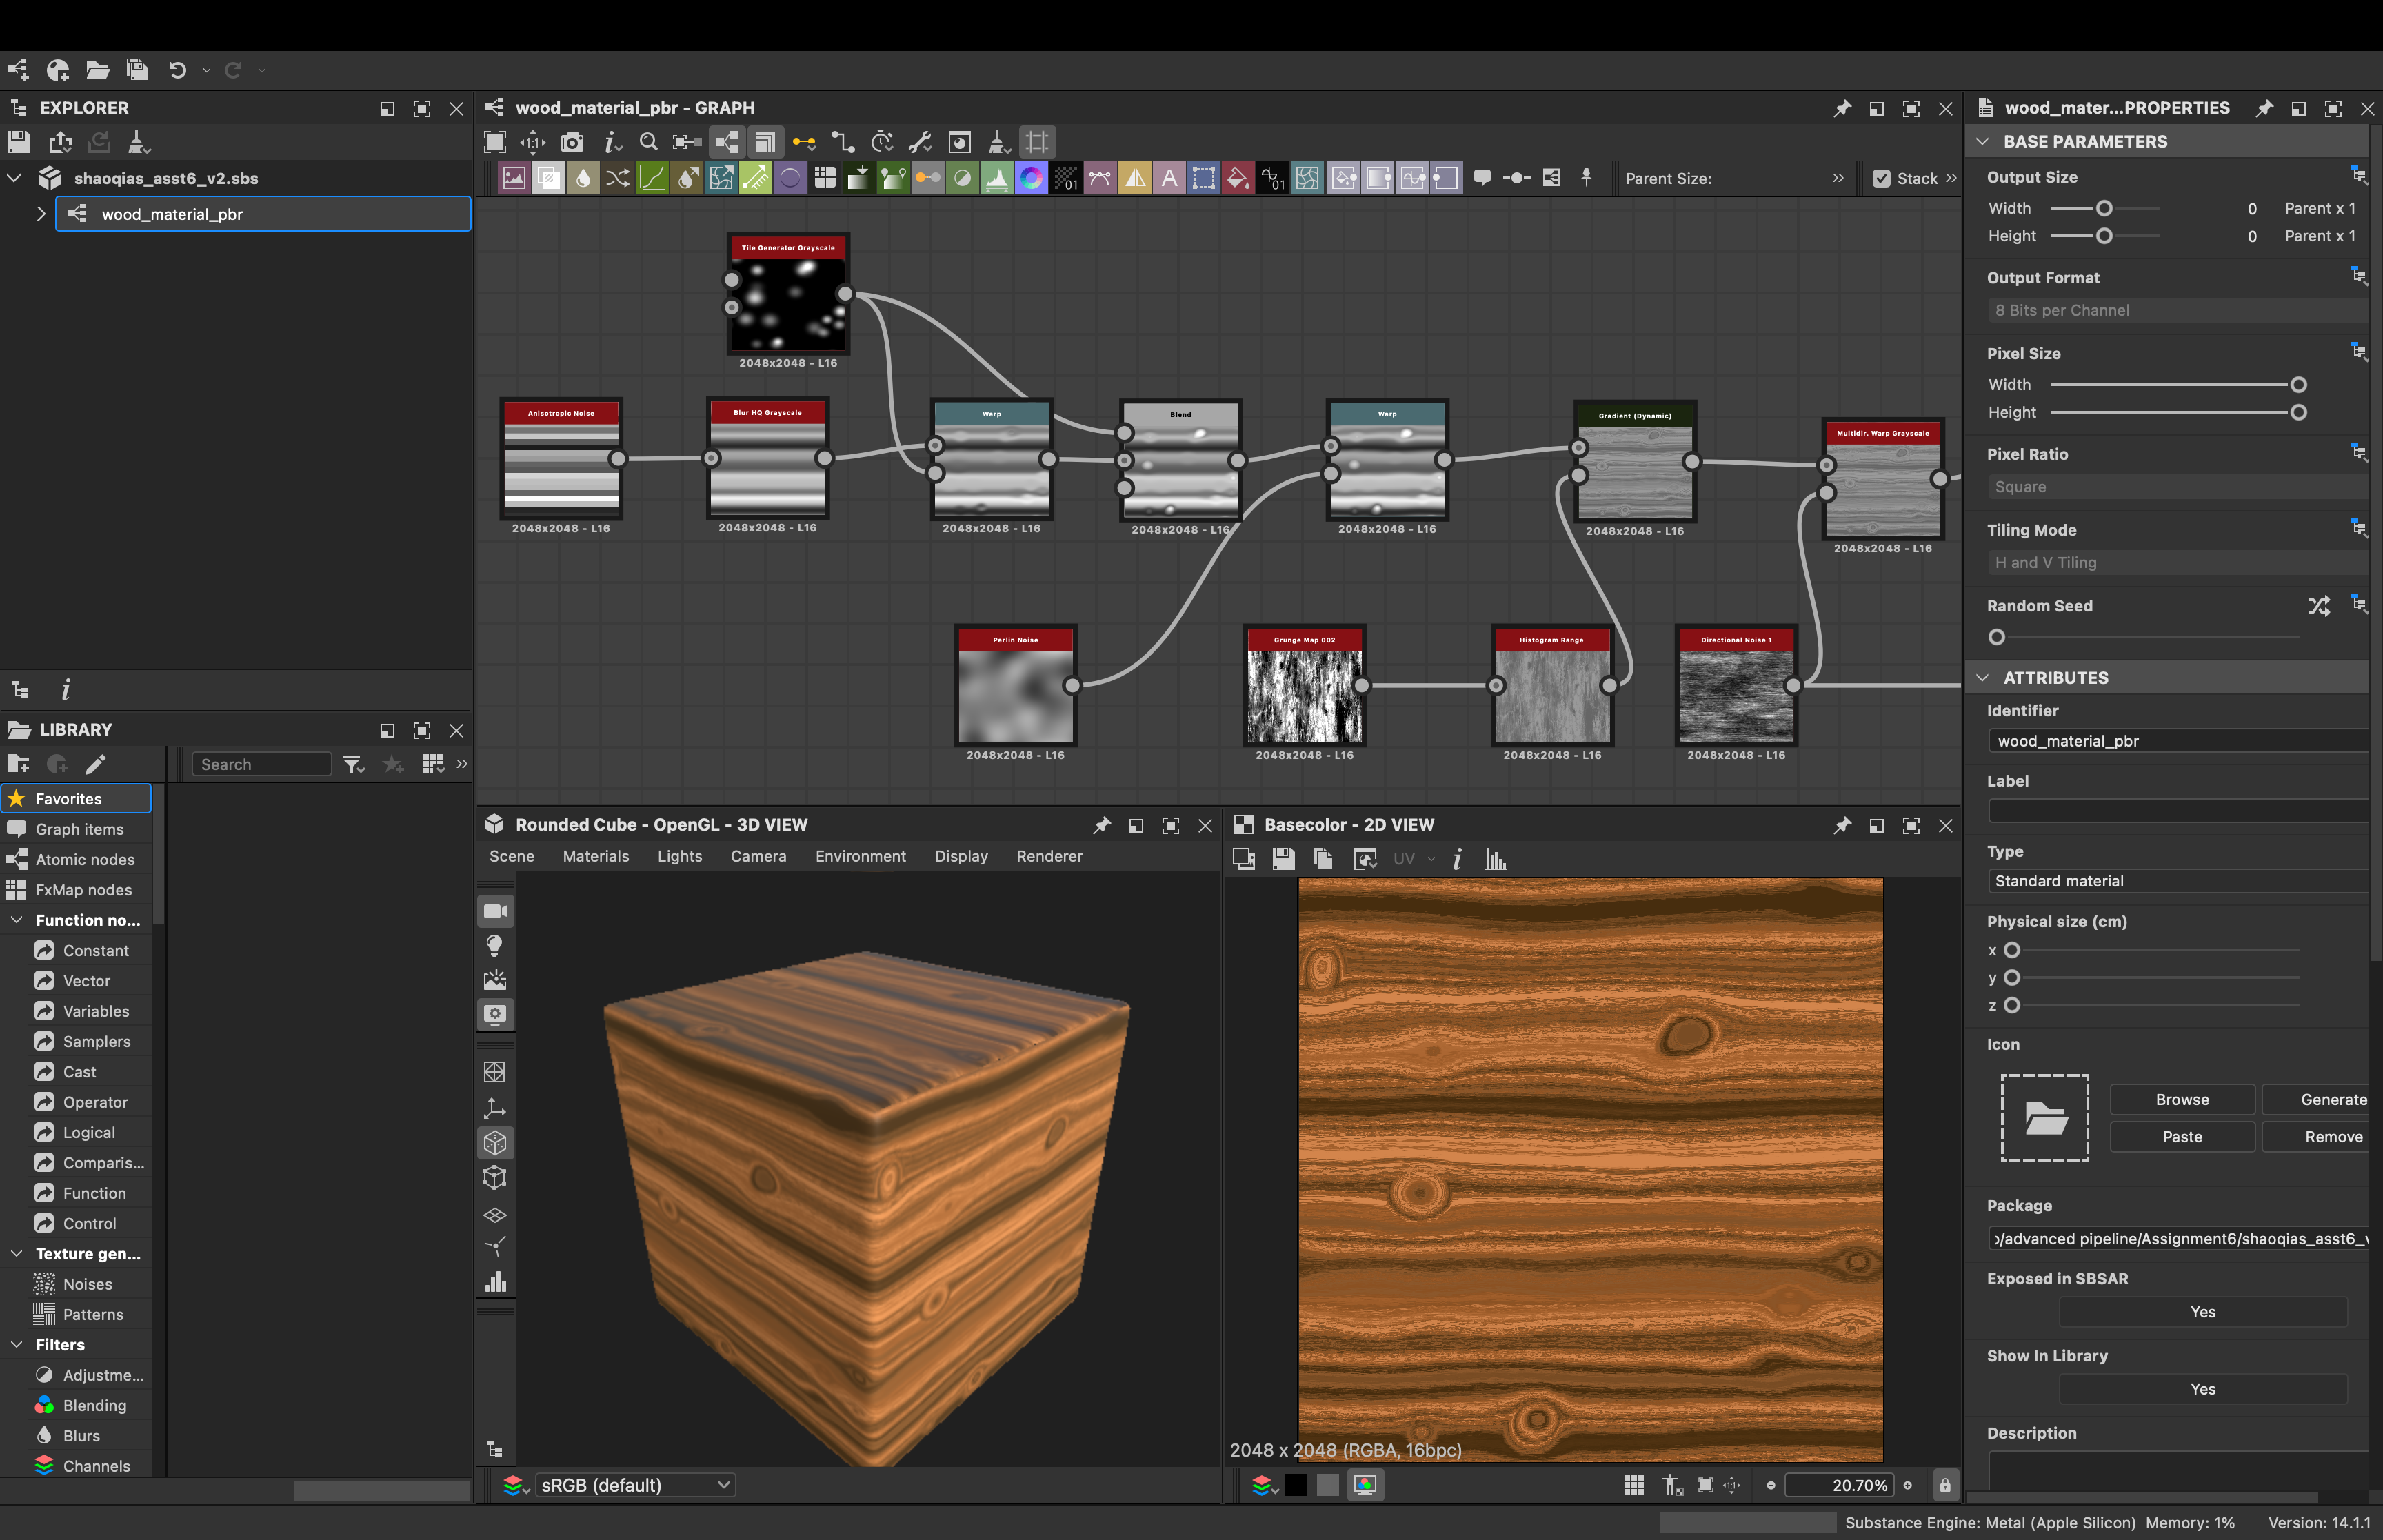 EXPLORER
shaoqias_asst6_v2.sbs
wood_material_pbr
LIBRARY
Search
Favorites
Graph items
Atomic nodes
FxMap nodes
Function no...
Constant
Vector
Variables
Samplers
Cast
Operator
Logical
Comparis...
Function
Control
Texture gen...
Noises
Patterns
Filters
Adjustme...
Blending
Blurs
Channels
wood_material_pbr - GRAPH
Parent Size:
Stack
Tile Generator Grayscale
2048x2048 - L16
Anisotropic Noise
2048x2048 - L16
Blur HQ Grayscale
2048x2048 - L16
Warp
2048x2048 - L16
Blend
2048x2048 - L16
Warp
2048x2048 - L16
Gradient (Dynamic)
2048x2048 - L16
Multidir. Warp Grayscale
2048x2048 - L16
Perlin Noise
2048x2048 - L16
Grunge Map 002
2048x2048 - L16
Histogram Range
2048x2048 - L16
Directional Noise 1
2048x2048 - L16
Rounded Cube - OpenGL - 3D VIEW
Scene Materials Lights Camera Environment Display Renderer
sRGB (default)
Basecolor - 2D VIEW
UV
2048 x 2048 (RGBA, 16bpc)
20.70%
wood_mater...PROPERTIES
BASE PARAMETERS
Output Size
Width 0 Parent x 1
Height 0 Parent x 1
Output Format
8 Bits per Channel
Pixel Size
Width
Height
Pixel Ratio
Square
Tiling Mode
H and V Tiling
Random Seed
ATTRIBUTES
Identifier
wood_material_pbr
Label
Type
Standard material
Physical size (cm)
x
y
z
Icon
Browse Generate
Paste Remove
Package
/advanced pipeline/Assignment6/shaoqias_asst6_v
Exposed in SBSAR
Yes
Show In Library
Yes
Description
Substance Engine: Metal (Apple Silicon) Memory: 1% Version: 14.1.1